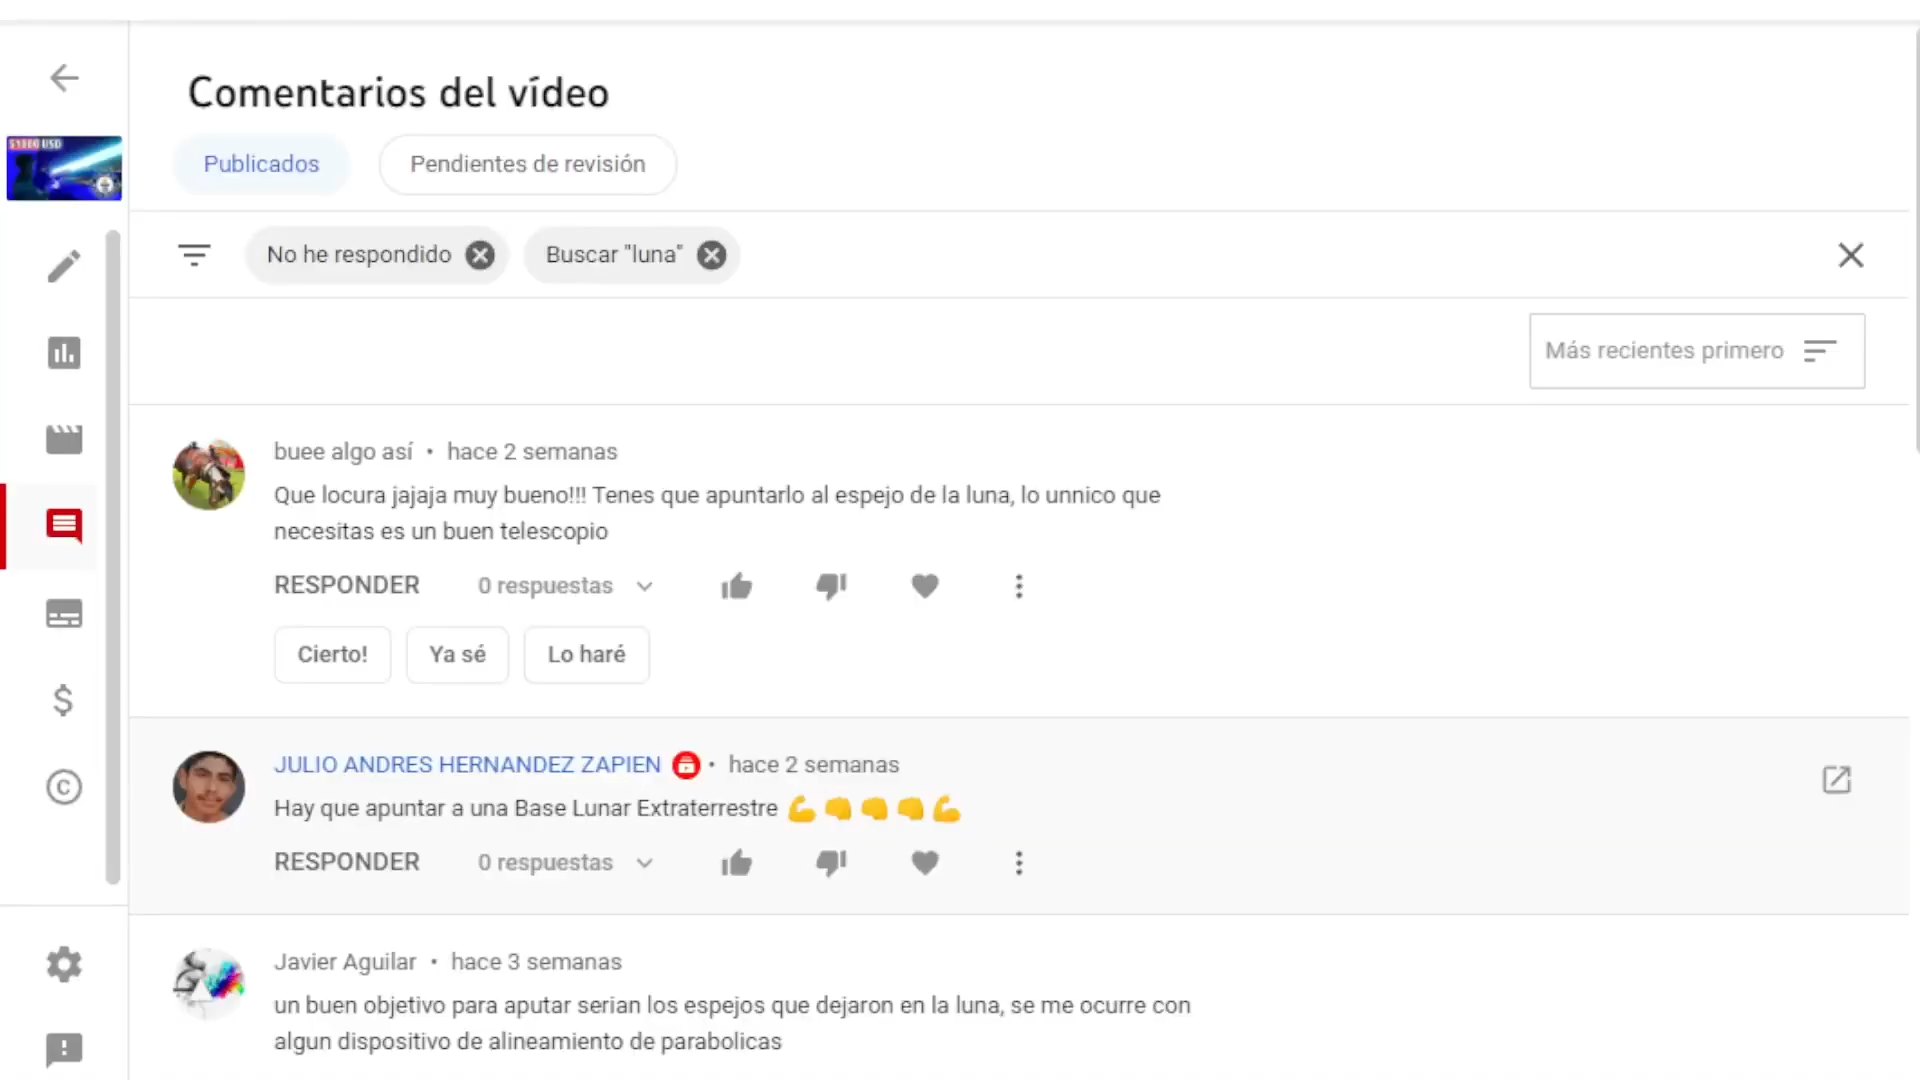 Comentarios del vídeo
$1000 USD
Publicados
Pendientes de revisión
No he respondido
Buscar "luna"
Más recientes primero
buee algo así • hace 2 semanas
Que locura jajaja muy bueno!!! Tenes que apuntarlo al espejo de la luna, lo unnico que
necesitas es un buen telescopio
RESPONDER 0 respuestas
Cierto! Ya sé Lo haré
JULIO ANDRES HERNANDEZ ZAPIEN • hace 2 semanas
Hay que apuntar a una Base Lunar Extraterrestre 💪👊👊👊💪
RESPONDER 0 respuestas
Javier Aguilar • hace 3 semanas
un buen objetivo para aputar serian los espejos que dejaron en la luna, se me ocurre con
algun dispositivo de alineamiento de parabolicas